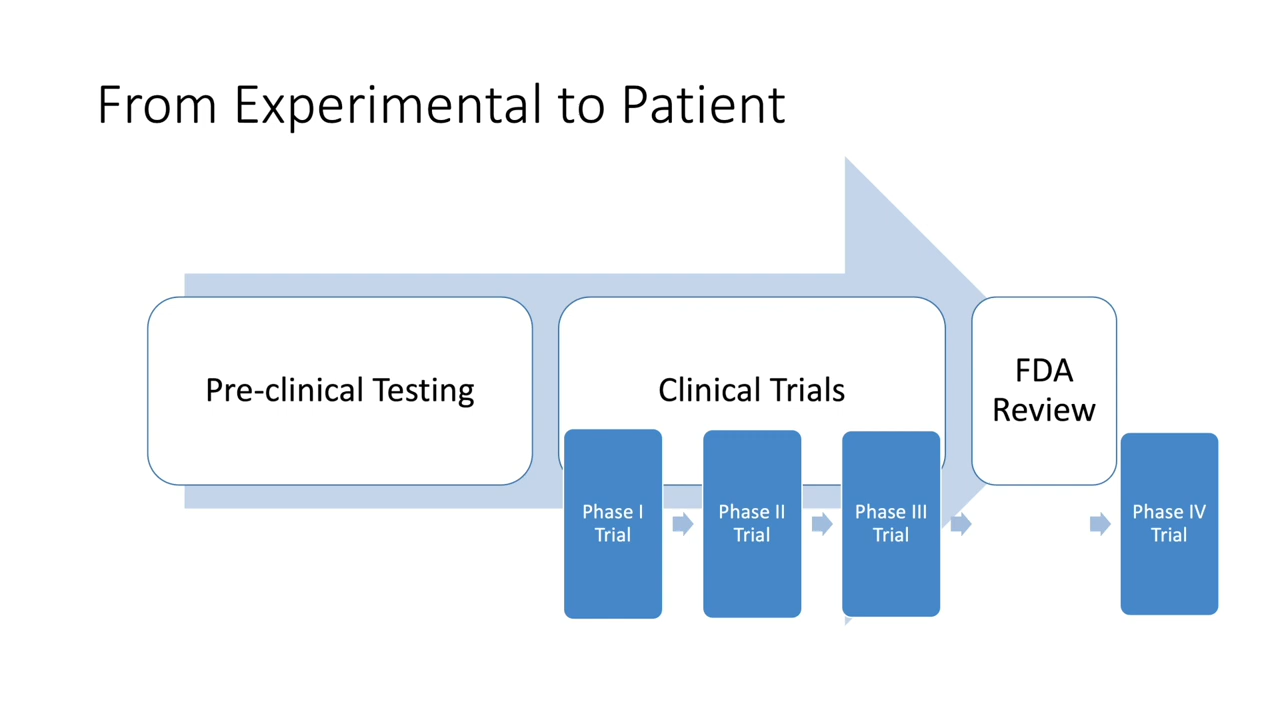 From Experimental to Patient
Pre-clinical Testing
Clinical Trials
FDA
Review
Phase I
Trial
Phase II
Trial
Phase III
Trial
Phase IV
Trial